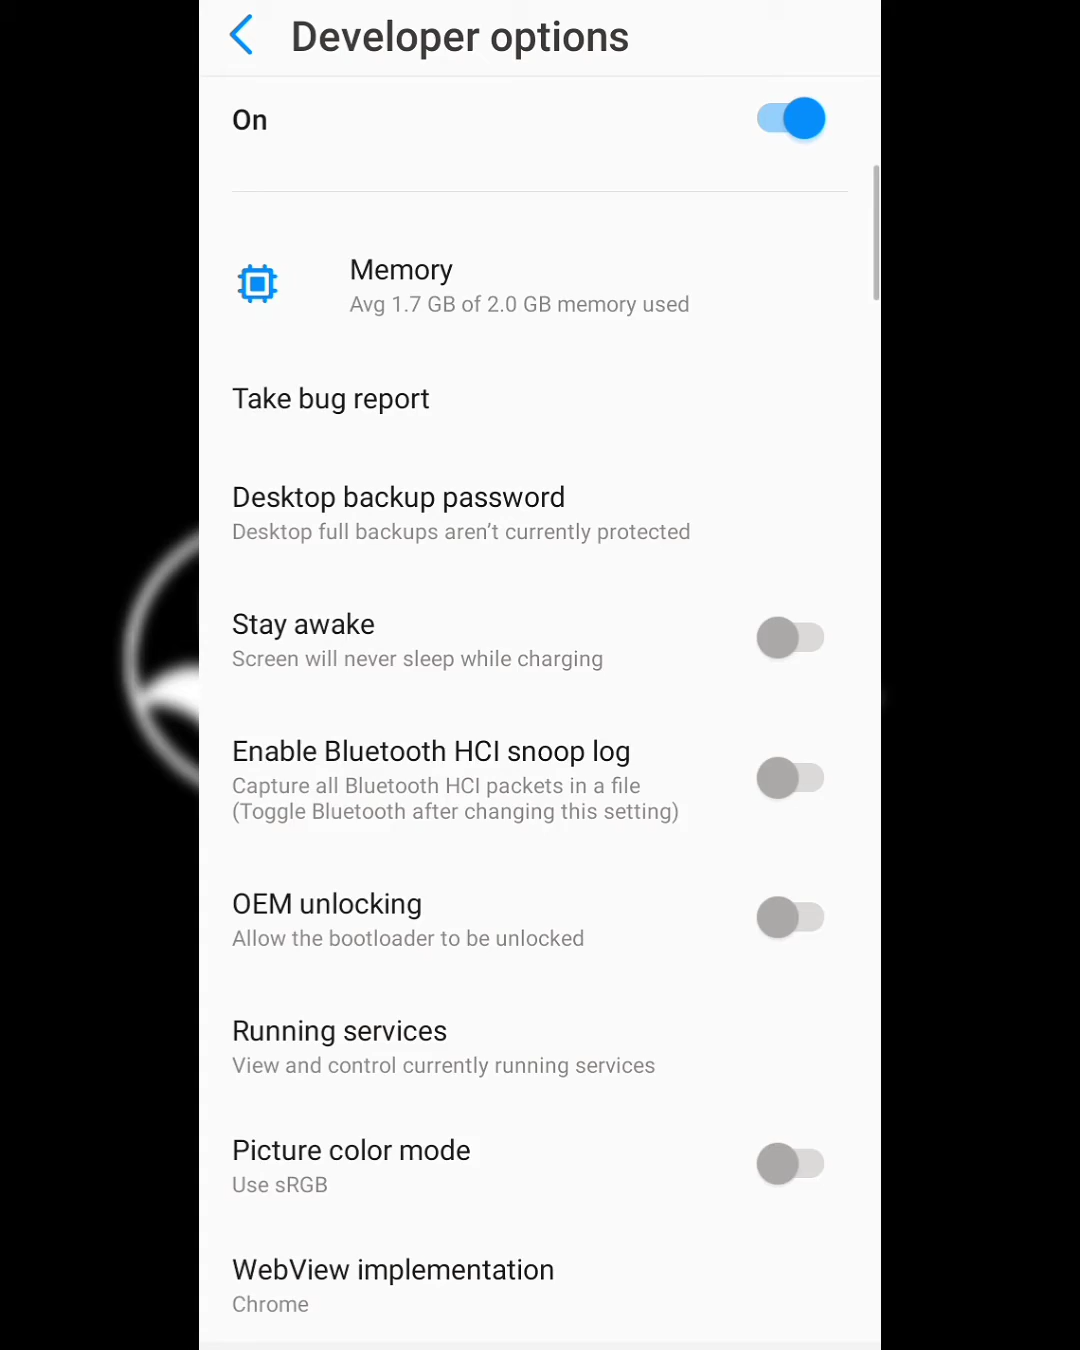 Developer options
On
Memory
Avg 1.7 GB of 2.0 GB memory used
Take bug report
Desktop backup password
Desktop full backups aren’t currently protected
Stay awake
Screen will never sleep while charging
Enable Bluetooth HCI snoop log
Capture all Bluetooth HCI packets in a file
(Toggle Bluetooth after changing this setting)
OEM unlocking
Allow the bootloader to be unlocked
Running services
View and control currently running services
Picture color mode
Use sRGB
WebView implementation
Chrome